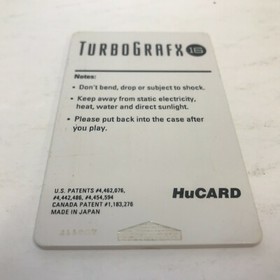 TURBOGRAFX 16
Notes:
• Don't bend, drop or subject to shock.
• Keep away from static electricity,
heat, water and direct sunlight.
• Please put back into the case after
you play.
U.S. PATENTS #4,462,076,
#4,442,486, #4,454,594
CANADA PATENT #1,183,276
MADE IN JAPAN
HuCARD